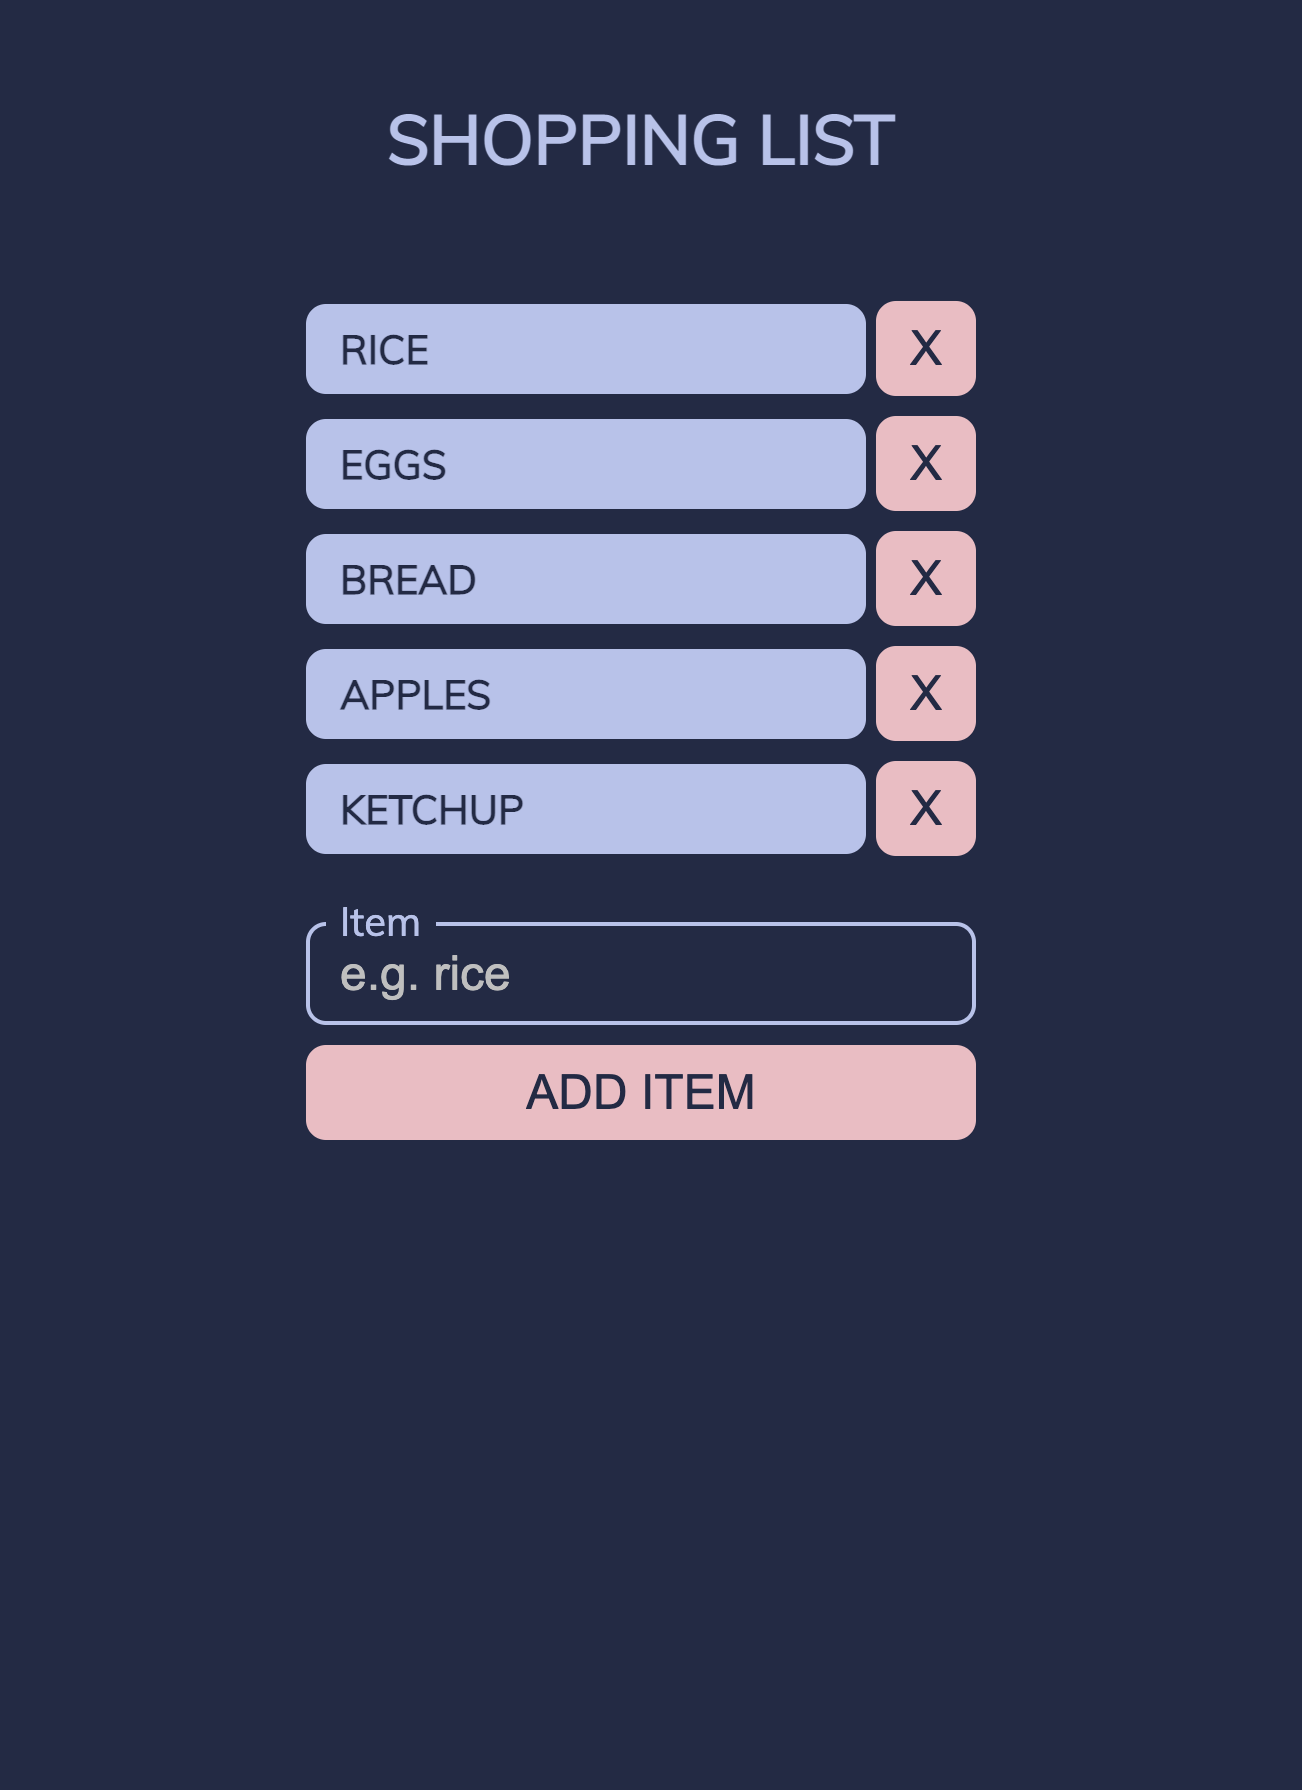 SHOPPING LIST
RICE X
EGGS X
BREAD X
APPLES X
KETCHUP X
Item
e.g. rice
ADD ITEM